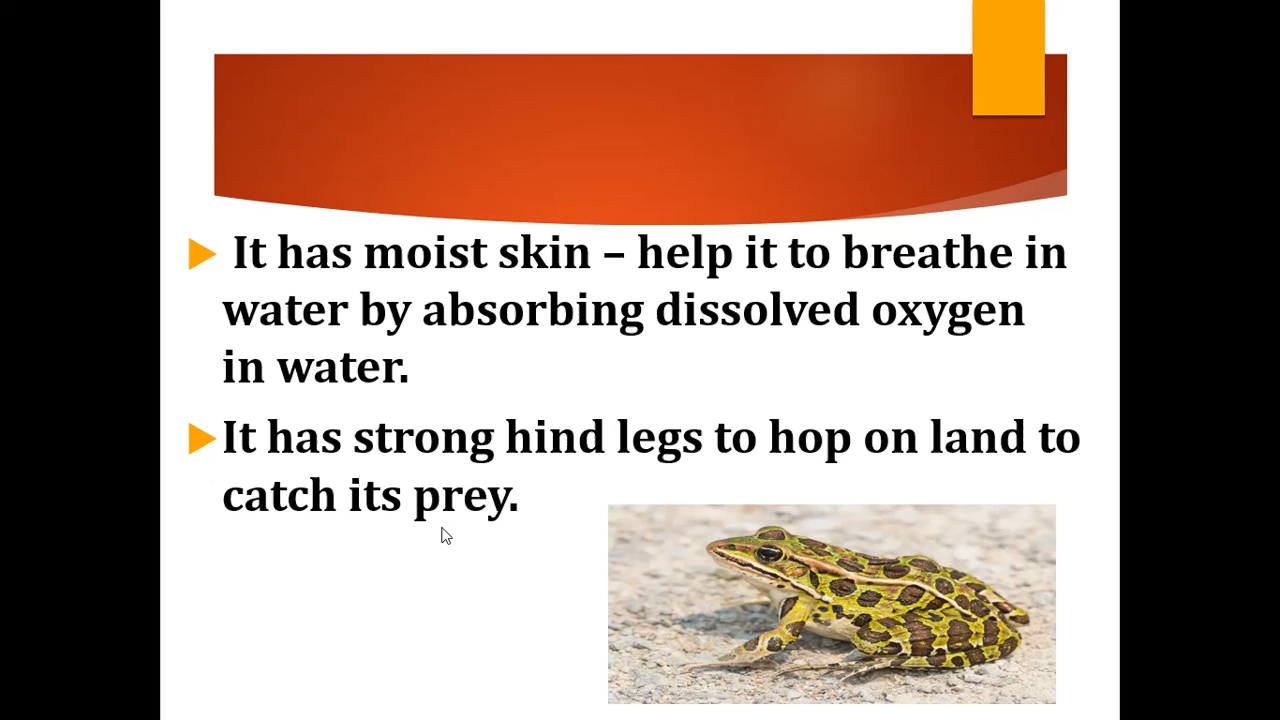 It has moist skin – help it to breathe in
water by absorbing dissolved oxygen
in water.
It has strong hind legs to hop on land to
catch its prey.